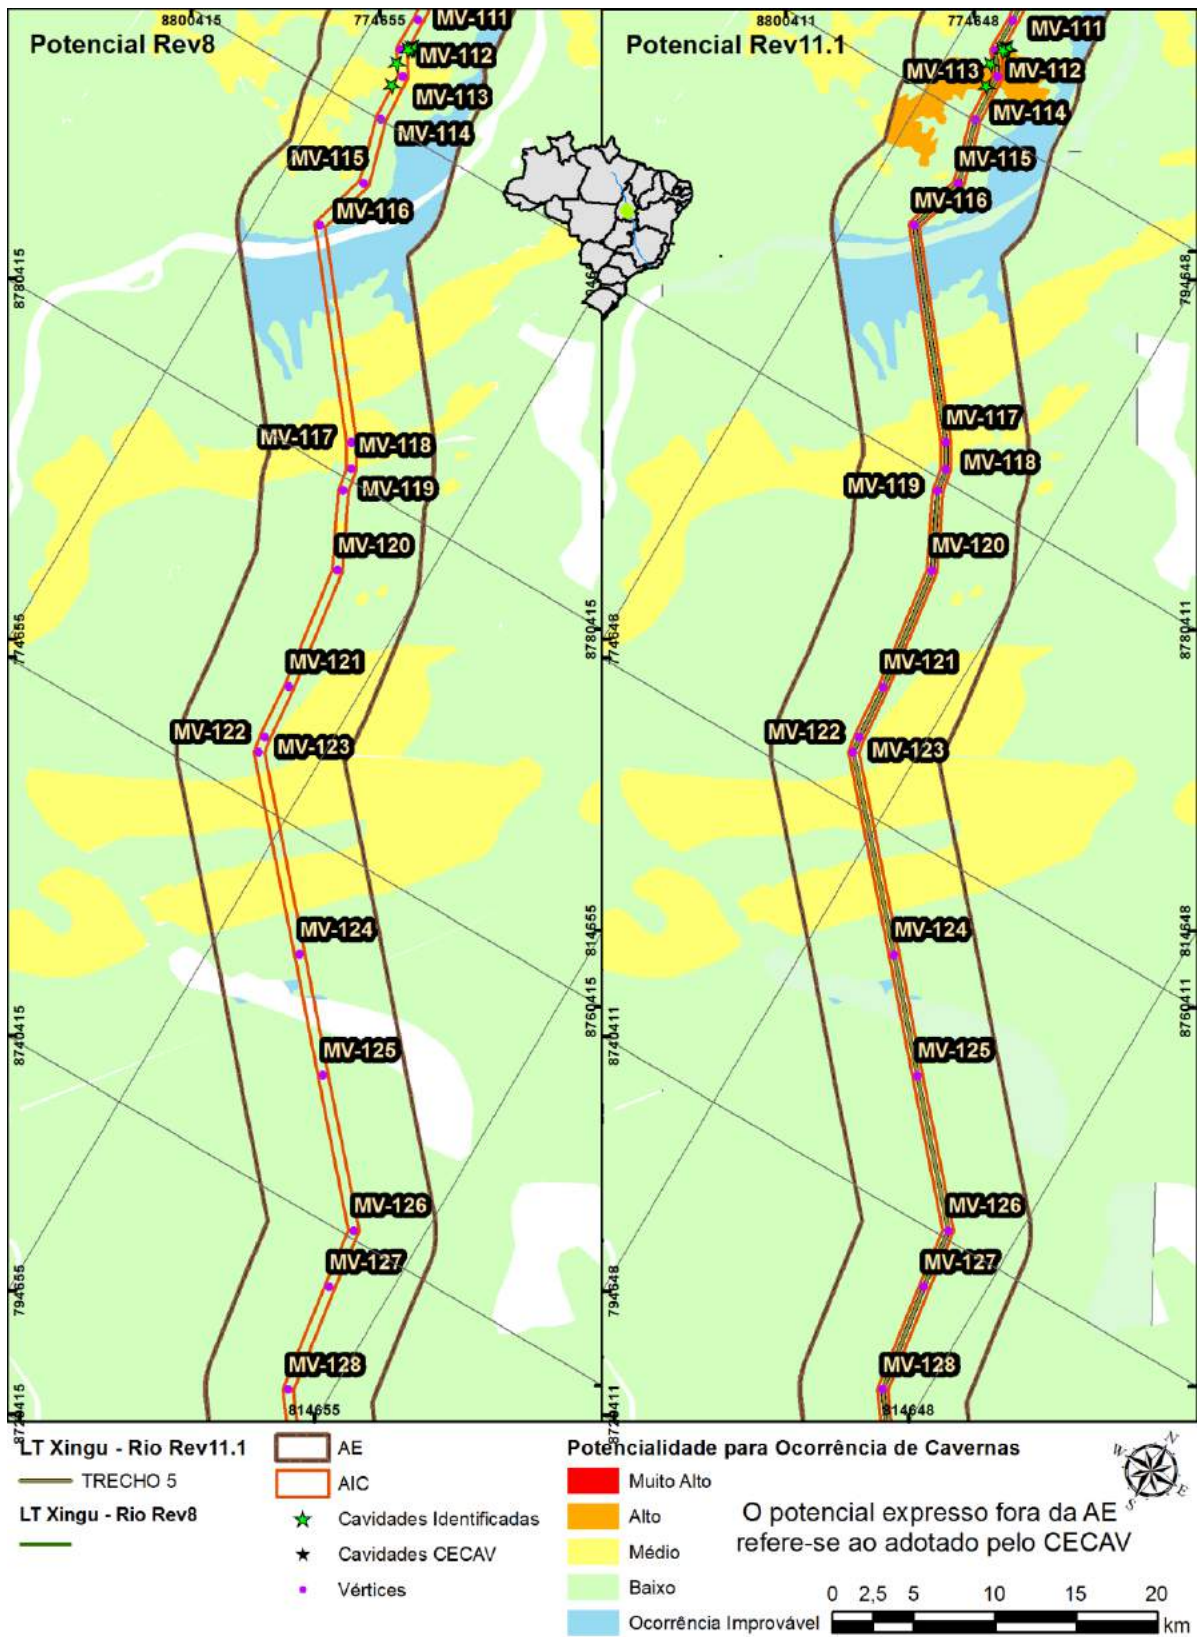 8800415
774655
Potencial Rev8
MV-111
MV-112
MV-113
MV-114
MV-115
MV-116
MV-117
MV-118
MV-119
MV-120
MV-121
MV-122
MV-123
MV-124
MV-125
MV-126
MV-127
MV-128
8780415
774655
8740415
794655
8720415
814655
8780415
814655
8760415
8800411
774648
Potencial Rev11.1
MV-111
MV-113
MV-112
MV-114
MV-115
MV-116
MV-117
MV-118
MV-119
MV-120
MV-121
MV-122
MV-123
MV-124
MV-125
MV-126
MV-127
MV-128
774648
8740411
794648
8720411
814648
794648
8780411
814648
8760411
LT Xingu - Rio Rev11.1
TRECHO 5
LT Xingu - Rio Rev8
AE
AIC
Cavidades Identificadas
Cavidades CECAV
Vértices
Potencialidade para Ocorrência de Cavernas
Muito Alto
Alto
Médio
Baixo
Ocorrência Improvável
N
W
E
S
O potencial expresso fora da AE
refere-se ao adotado pelo CECAV
0 2,5 5 10 15 20
km